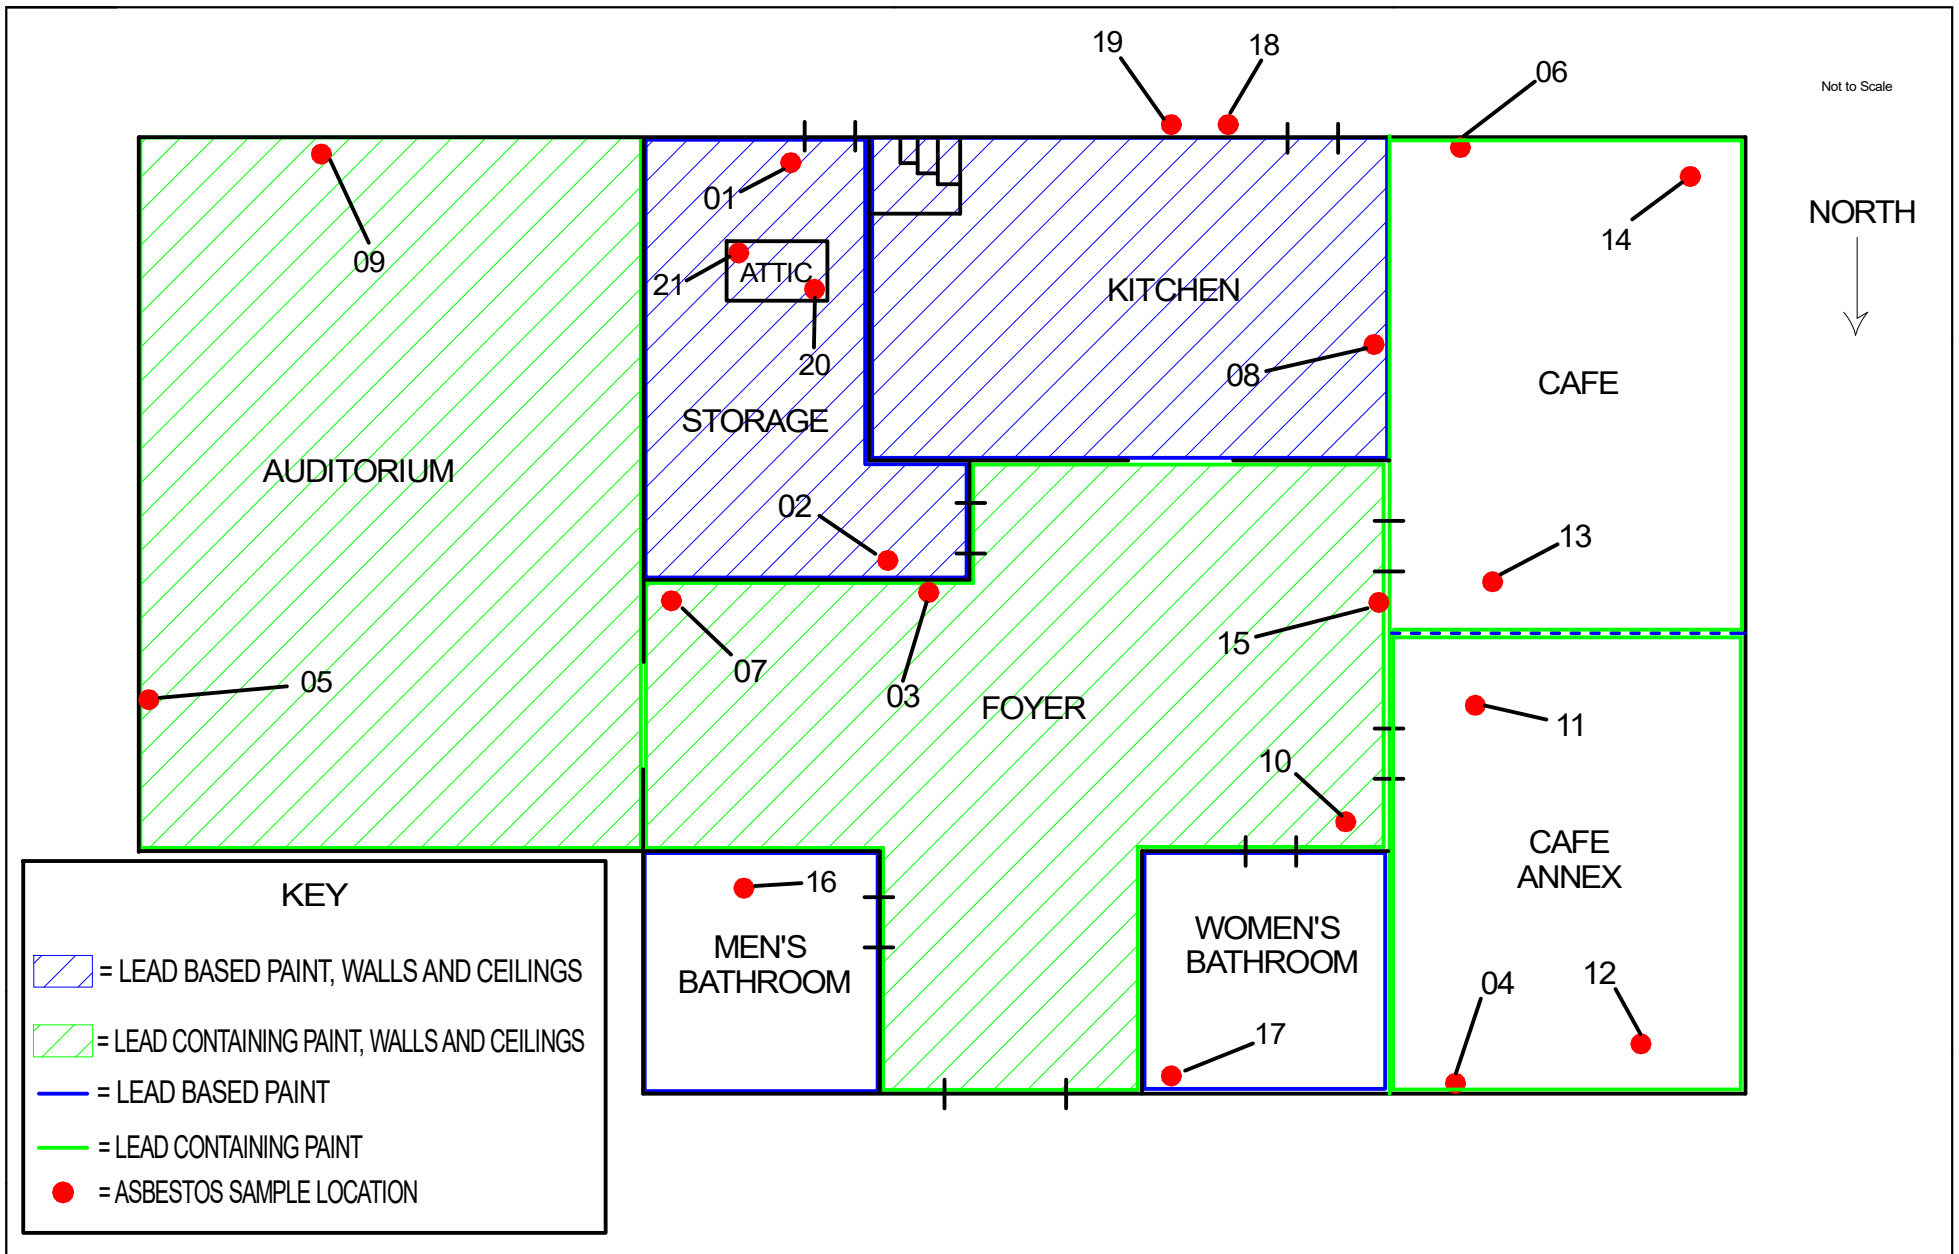 19
18
06
Not to Scale
01
09
14
NORTH
21
ATTIC
20
KITCHEN
08
CAFE
STORAGE
AUDITORIUM
02
13
15
07
05
03
FOYER
11
10
CAFE
ANNEX
16
MEN'S
BATHROOM
WOMEN'S
BATHROOM
04
12
17
KEY
= LEAD BASED PAINT, WALLS AND CEILINGS
= LEAD CONTAINING PAINT, WALLS AND CEILINGS
= LEAD BASED PAINT
= LEAD CONTAINING PAINT
= ASBESTOS SAMPLE LOCATION